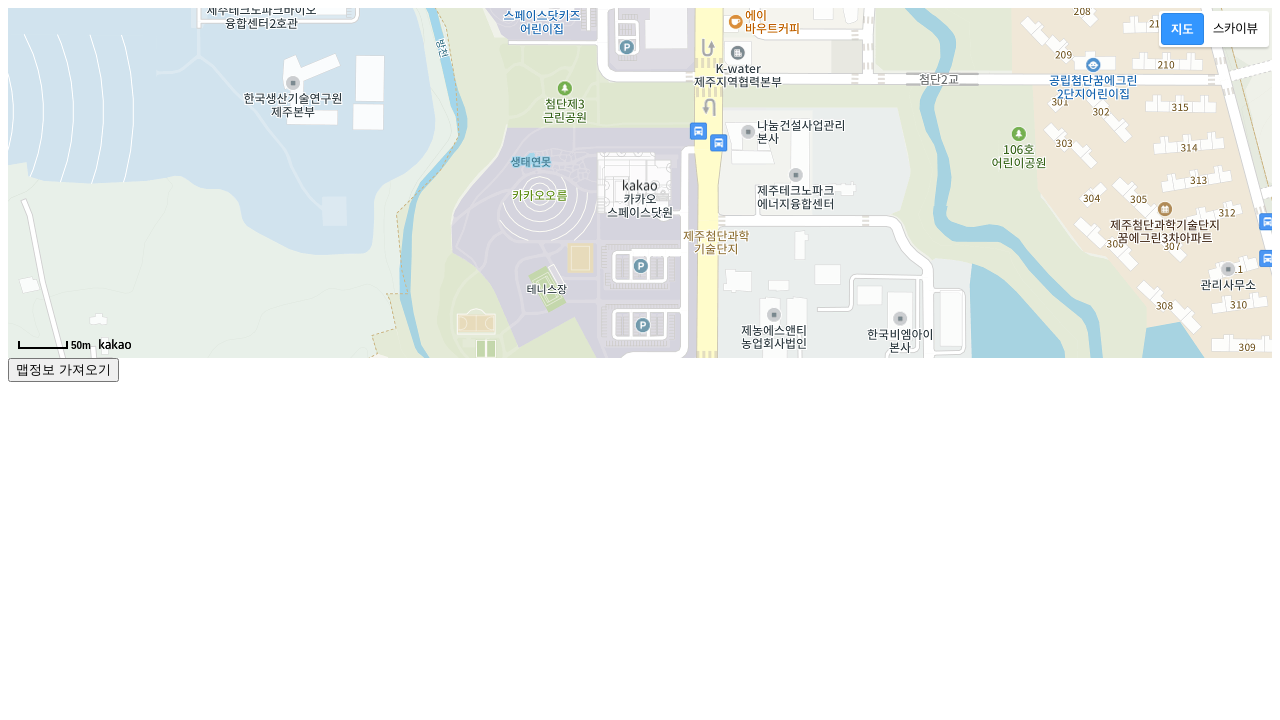 제주테크노파크바이오
융합센터2호관
스페이스닷키즈
어린이집
에이
바우트커피
208
209
210
지도
스카이뷰
방천
K-water
제주지역협력본부
첨단2교
공립첨단꿈에그린
2단지어린이집
한국생산기술연구원
제주본부
첨단제3
근린공원
301
302
315
나눔건설사업관리
본사
303
314
106호
어린이공원
생태연못
kakao
카카오
스페이스닷원
카카오오름
제주테크노파크
에너지융합센터
313
304
305
312
제주첨단과학기술단지
꿈에그린3차아파트
307
제주첨단과학
기술단지
관리사무소
테니스장
308
310
제농에스앤티
농업회사법인
한국비엠아이
본사
309
50m
kakao
맵정보 가져오기